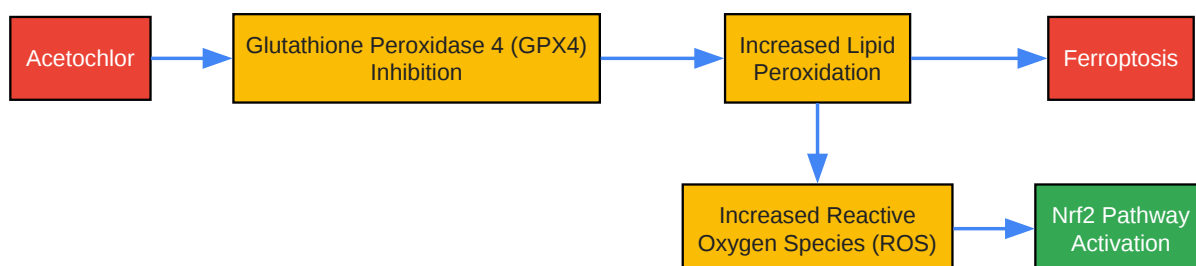 Acetochlor
Glutathione Peroxidase 4 (GPX4)
Inhibition
Increased Lipid
Peroxidation
Ferroptosis
Increased Reactive
Oxygen Species (ROS)
Nrf2 Pathway
Activation